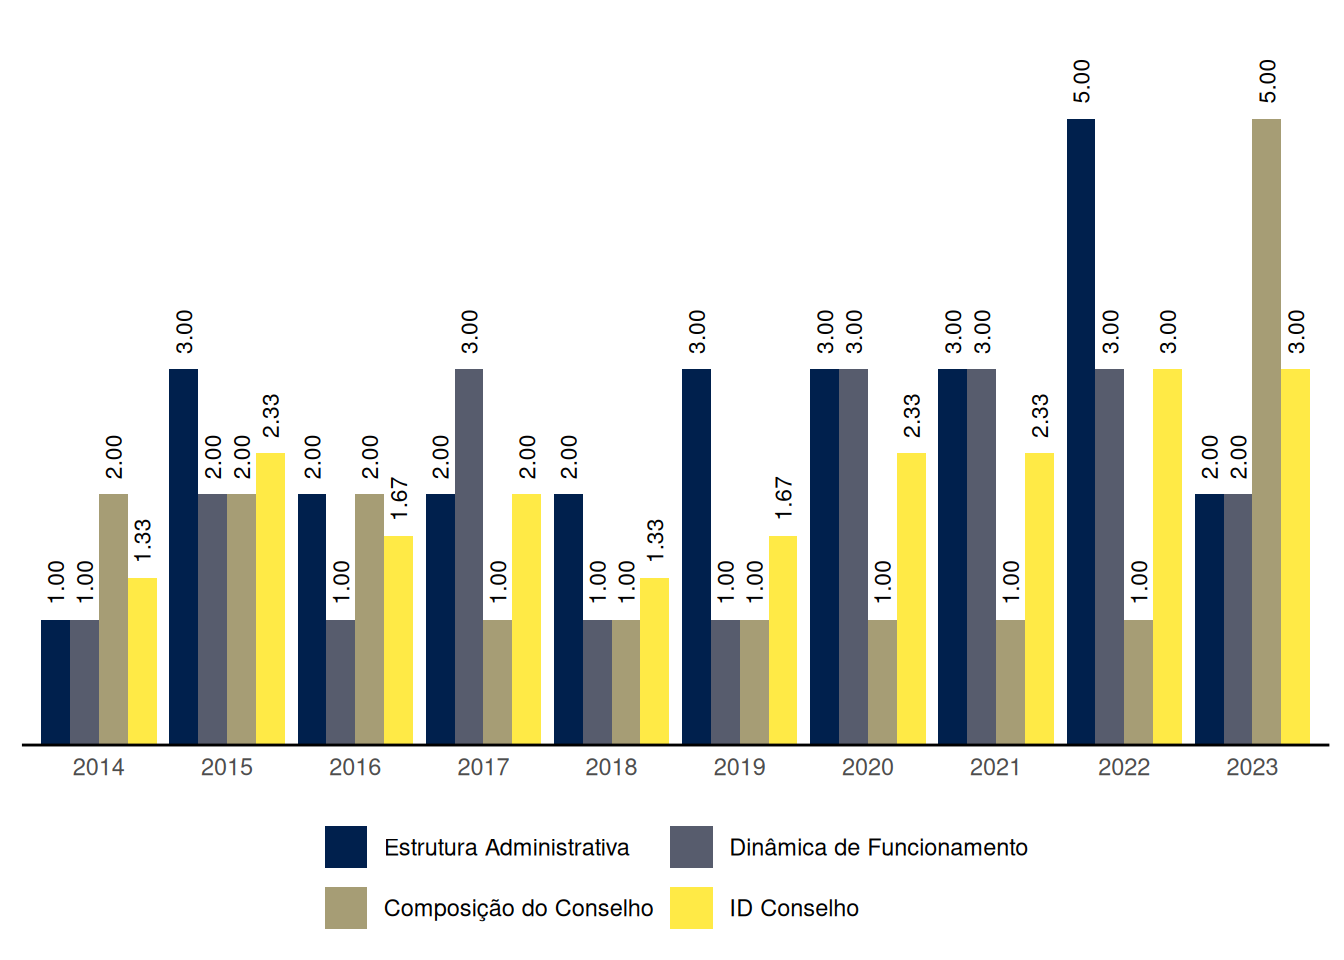 1.00 1.00 2.00 1.33
3.00 2.00 2.00 2.33
2.00 1.00 2.00 1.67
2.00 3.00 1.00 2.00
2.00 1.00 1.00 1.33
3.00 1.00 1.00 1.67
3.00 3.00 1.00 2.33
3.00 3.00 1.00 2.33
5.00 3.00 1.00 3.00
2.00 2.00 5.00 3.00
2014 2015 2016 2017 2018 2019 2020 2021 2022 2023
Estrutura Administrativa Dinâmica de Funcionamento
Composição do Conselho ID Conselho